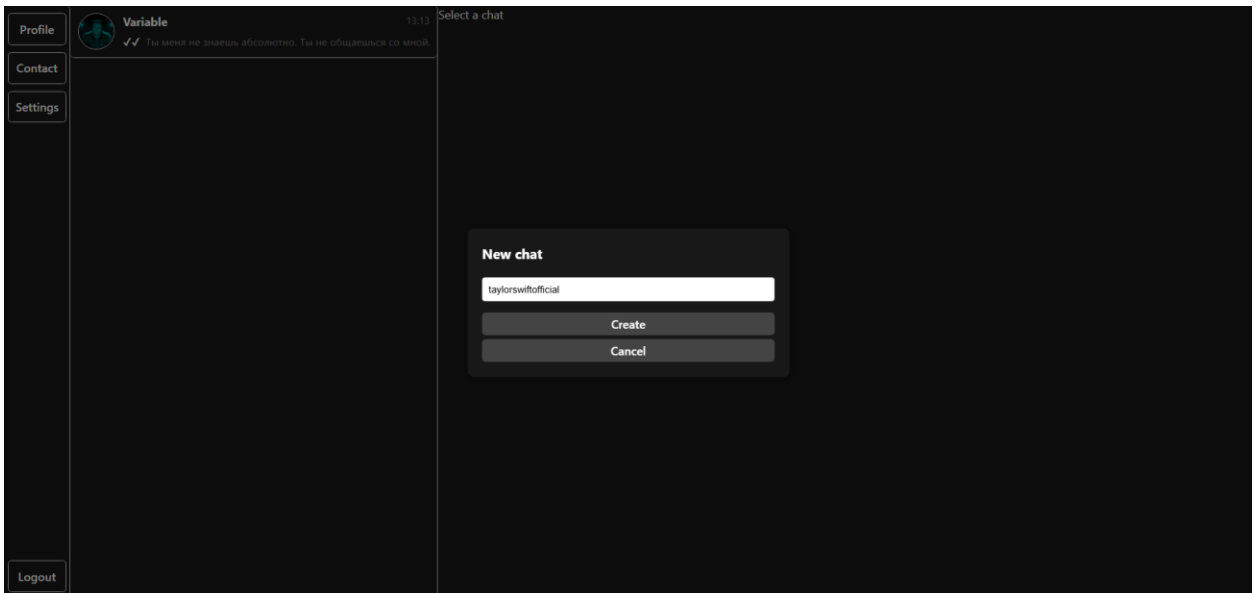 Profile
Contact
Settings
Logout
Variable 13:13
✓✓ Ты меня не знаешь абсолютно. Ты не общаешься со мной.
Select a chat
New chat
taylorswiftofficial
Create
Cancel